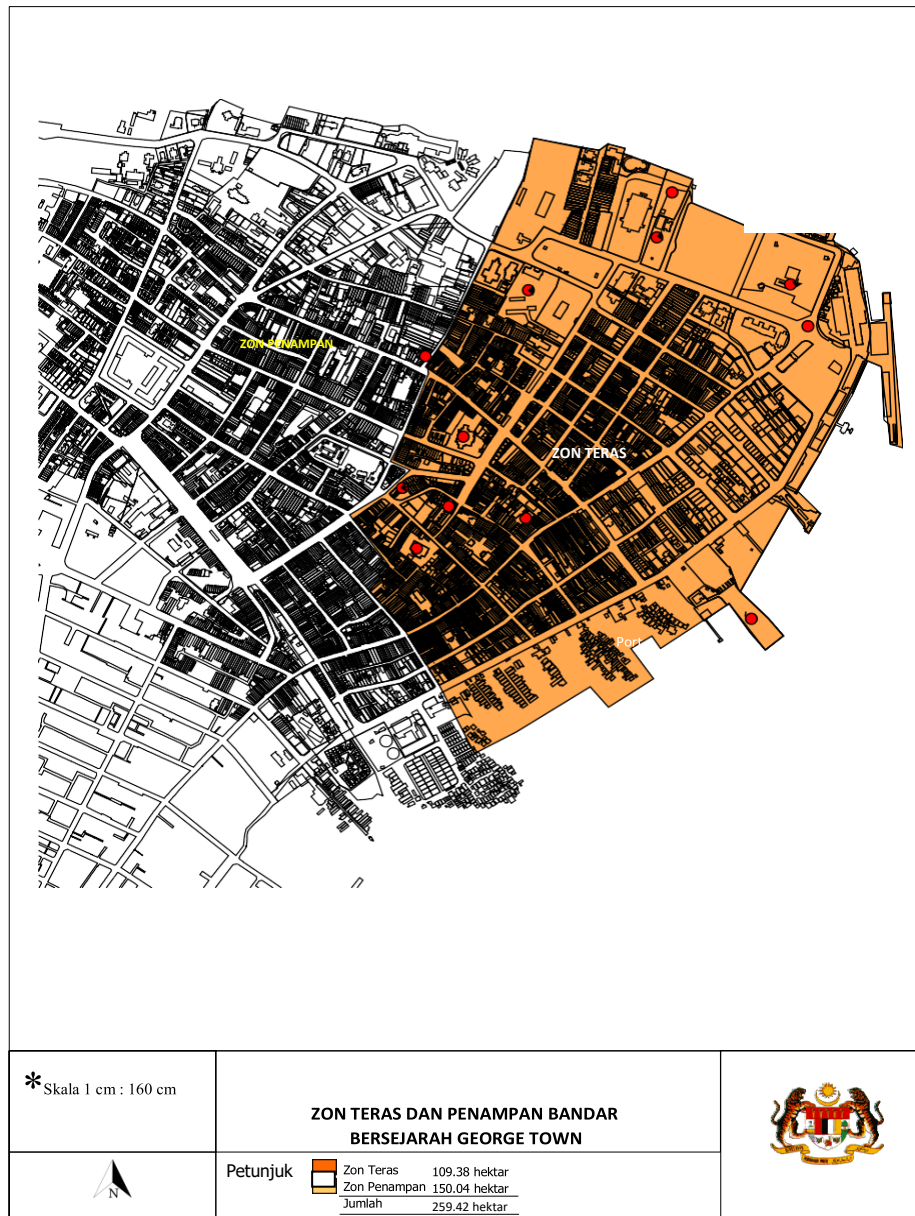 ZON PENAMPAN
ZON TERAS
Port
*Skala 1 cm : 160 cm
ZON TERAS DAN PENAMPAN BANDAR
BERSEJARAH GEORGE TOWN
N
Petunjuk
Zon Teras 109.38 hektar
Zon Penampan 150.04 hektar
Jumlah 259.42 hektar